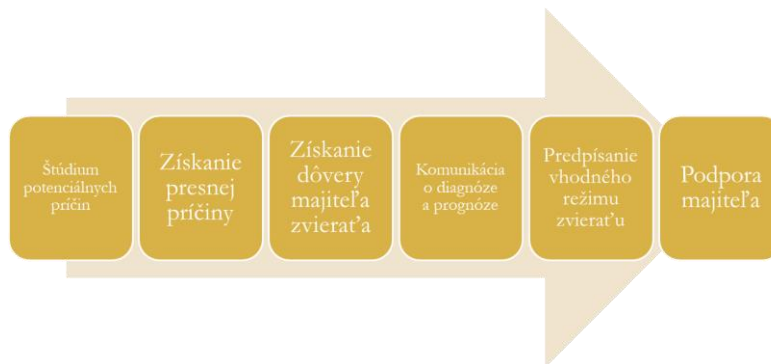 Štúdium
potenciálnych
príčin
Získanie
presnej
príčiny
Získanie
dôvery
majiteľa
zvieraťa
Komunikácia
o diagnóze
a prognóze
Predpísanie
vhodného
režimu
zvieraťu
Podpora
majiteľa